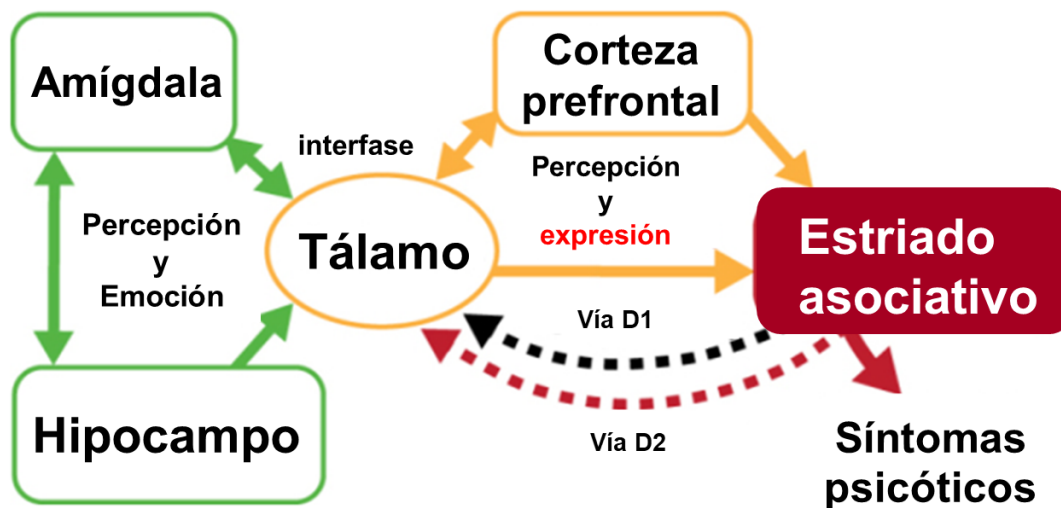 Amígdala
Corteza
prefrontal
interfase
Percepción
y
Emoción
Percepción
y
expresión
Tálamo
Estriado
asociativo
Vía D1
Hipocampo
Vía D2
Síntomas
psicóticos